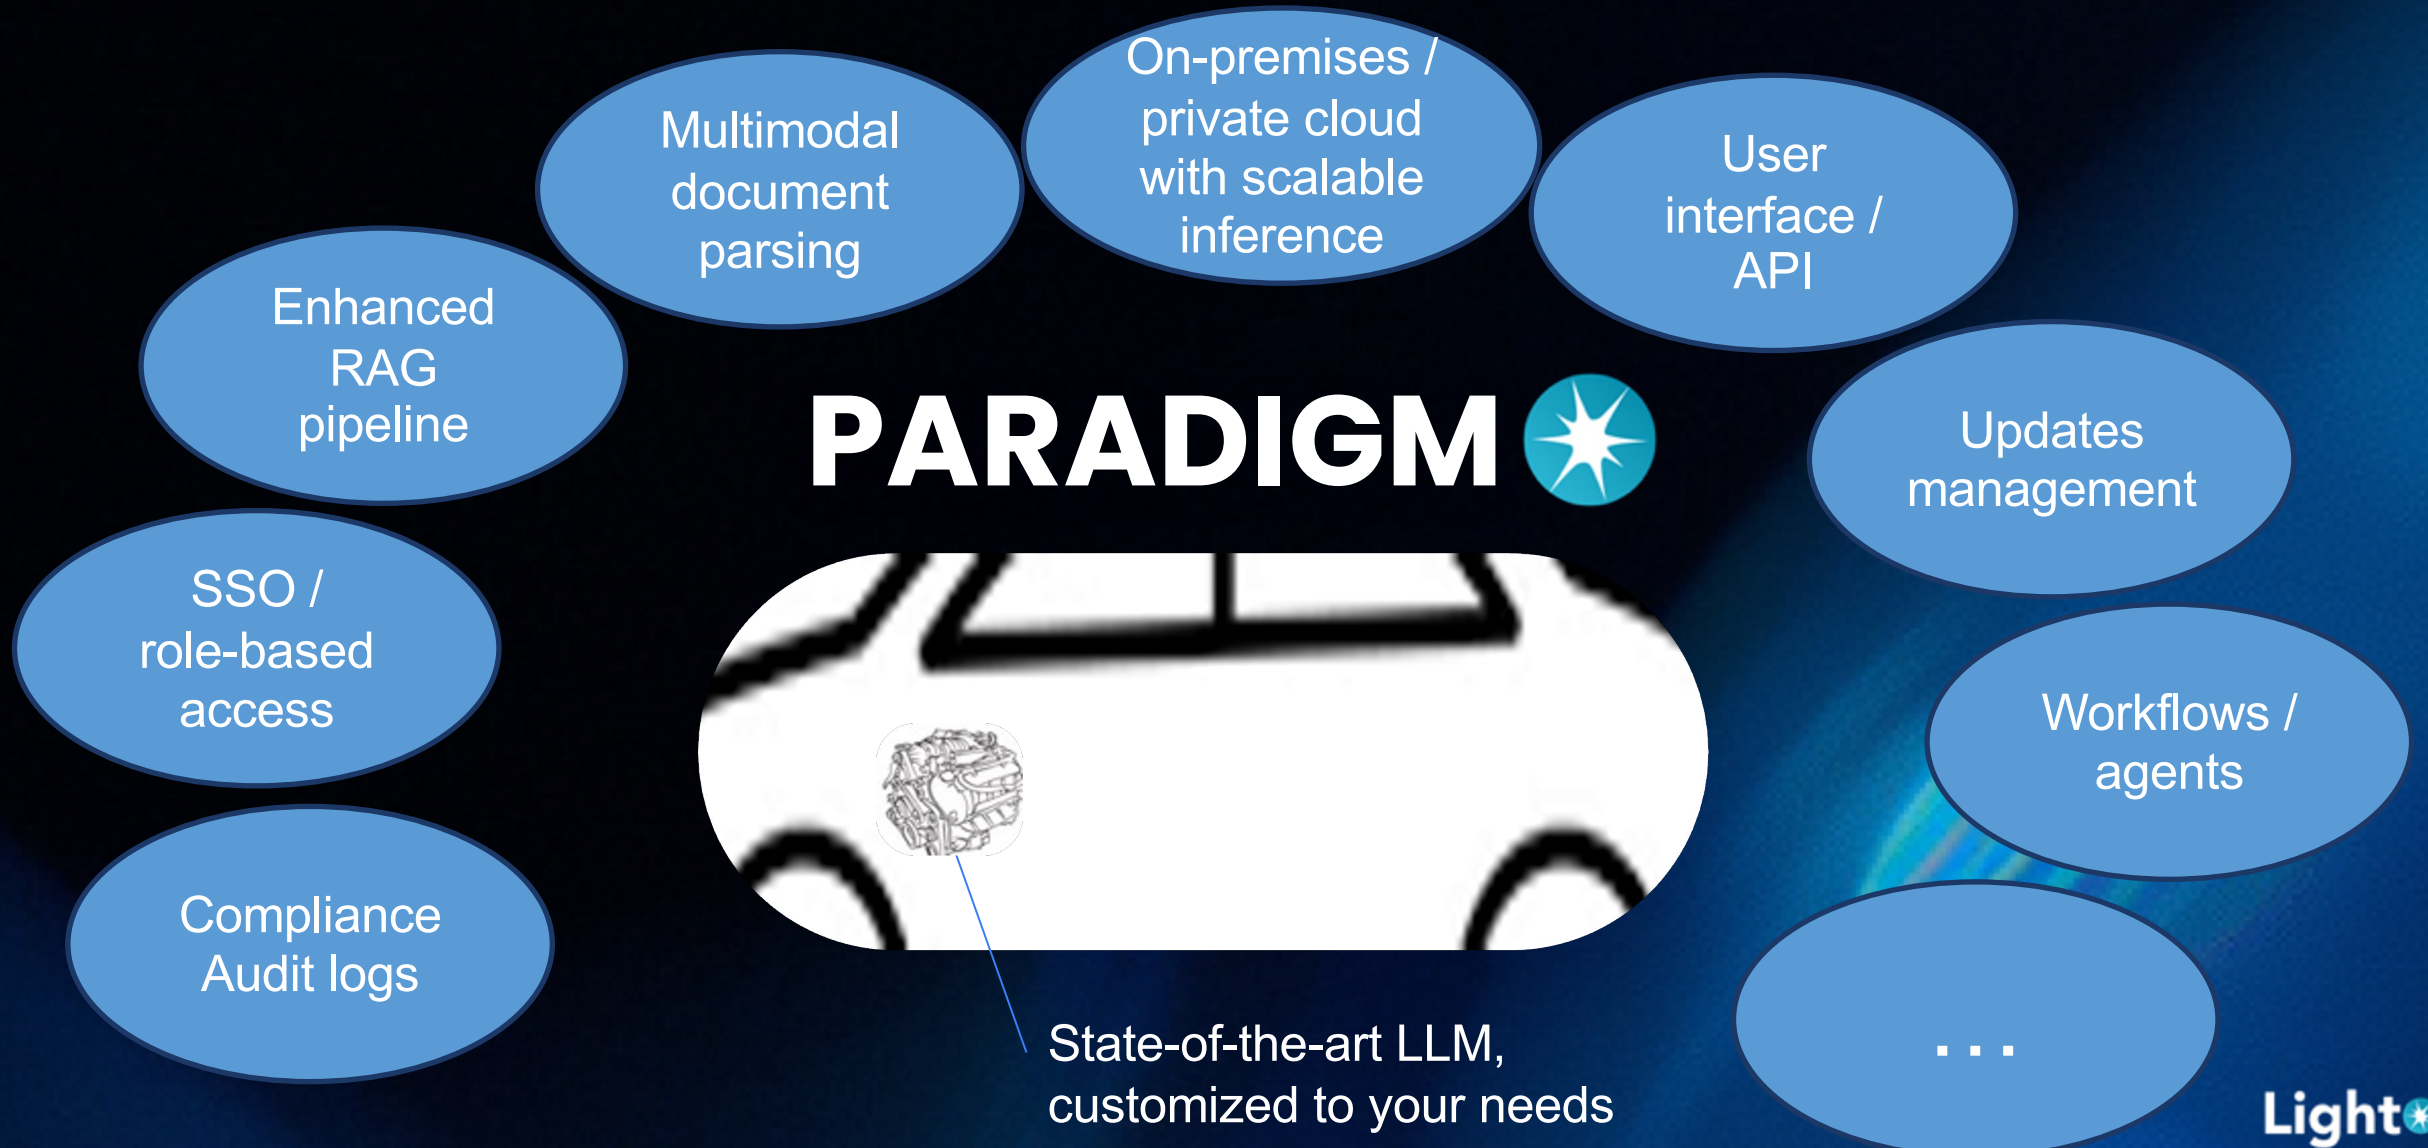 On-premises /
private cloud
with scalable
inference
Multimodal
document
parsing
User
interface /
API
Enhanced
RAG
pipeline
PARADIGM
Updates
management
SSO /
role-based
access
Workflows /
agents
Compliance
Audit logs
...
State-of-the-art LLM,
customized to your needs
Light